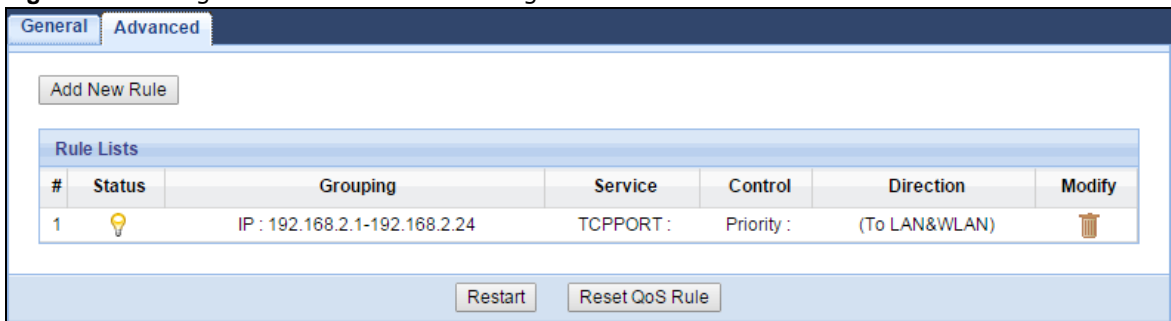 General Advanced
Add New Rule
Rule Lists
# Status Grouping Service Control Direction Modify
1 IP : 192.168.2.1-192.168.2.24 TCPPORT : Priority : (To LAN&WLAN)
Restart Reset QoS Rule